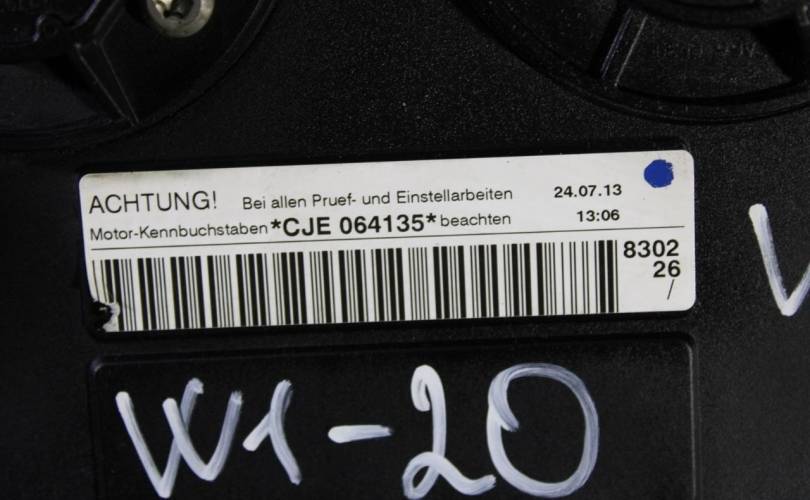 ACHTUNG! Bei allen Pruef- und Einstellarbeiten 24.07.13
Motor-Kennbuchstaben *CJE 064135* beachten 13:06
8302
26
/
W1-20